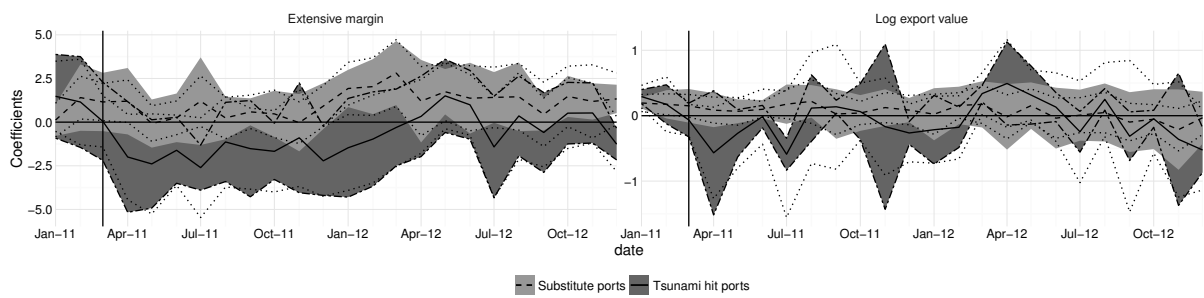 Extensive margin
Log export value
Coefficients
5.0
2.5
0.0
−2.5
−5.0
1
0
−1
Jan−11 Apr−11 Jul−11 Oct−11 Jan−12 Apr−12 Jul−12 Oct−12
Jan−11 Apr−11 Jul−11 Oct−11 Jan−12 Apr−12 Jul−12 Oct−12
date
Substitute ports Tsunami hit ports